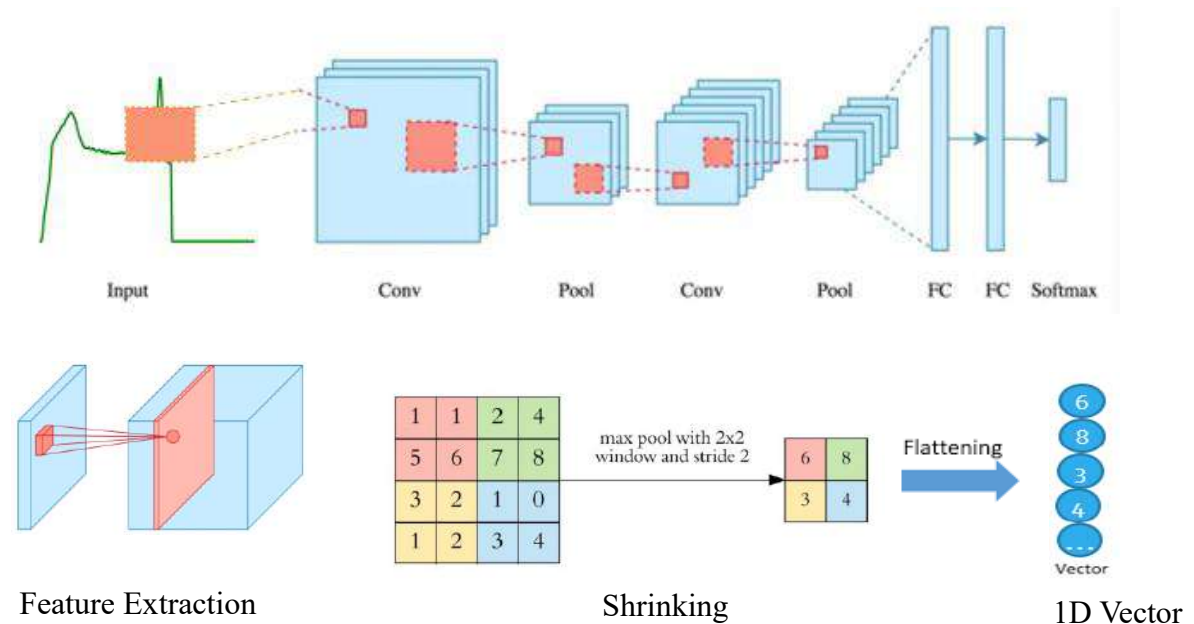 Input Conv Pool Conv Pool FC FC Softmax
1 1 2 4
5 6 7 8
3 2 1 0
1 2 3 4
max pool with 2x2
window and stride 2
6 8
3 4
Flattening
6
8
3
4
Vector
Feature Extraction
Shrinking
1D Vector